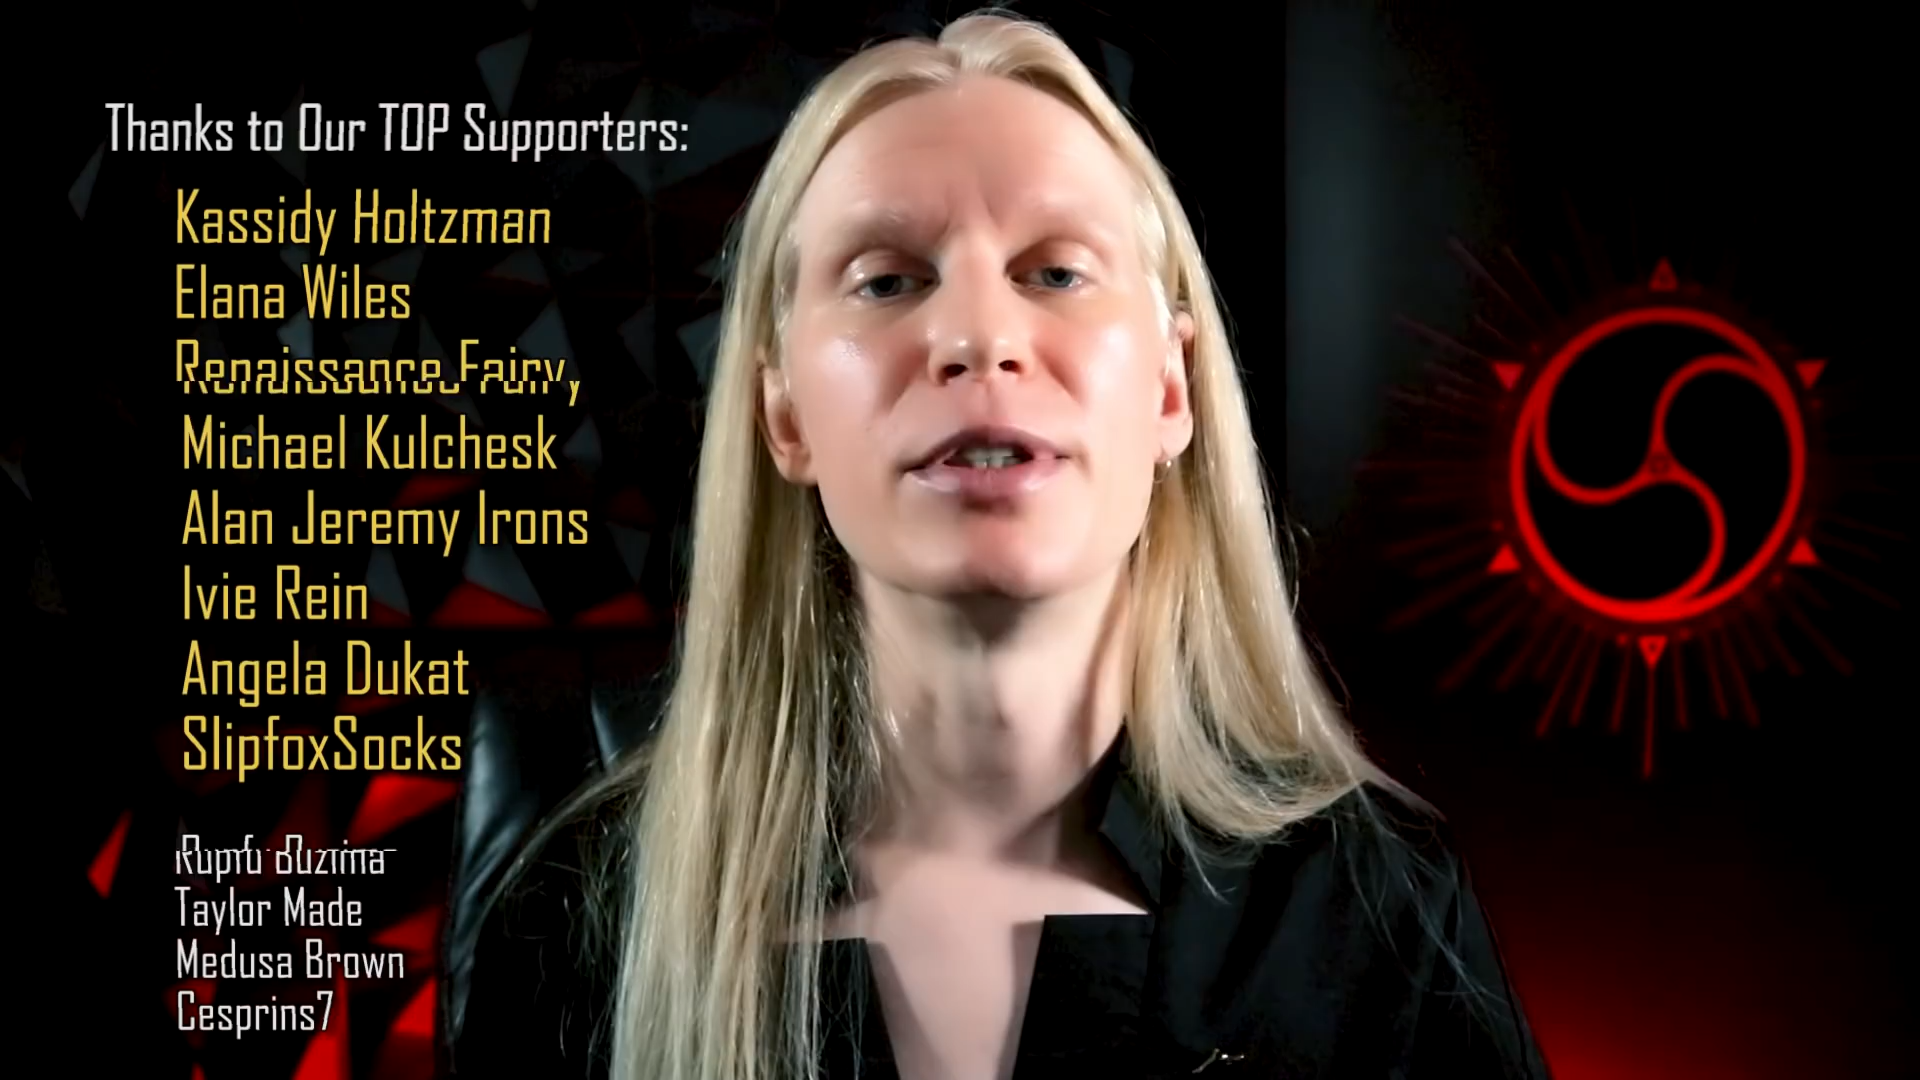 Thanks to Our TOP Supporters:
Kassidy Holtzman
Elana Wiles
Renaissance Fairy,
Michael Kulchesk
Alan Jeremy Irons
Ivie Rein
Angela Dukat
SlipfoxSocks
Taylor Made
Medusa Brown
Cesprins7